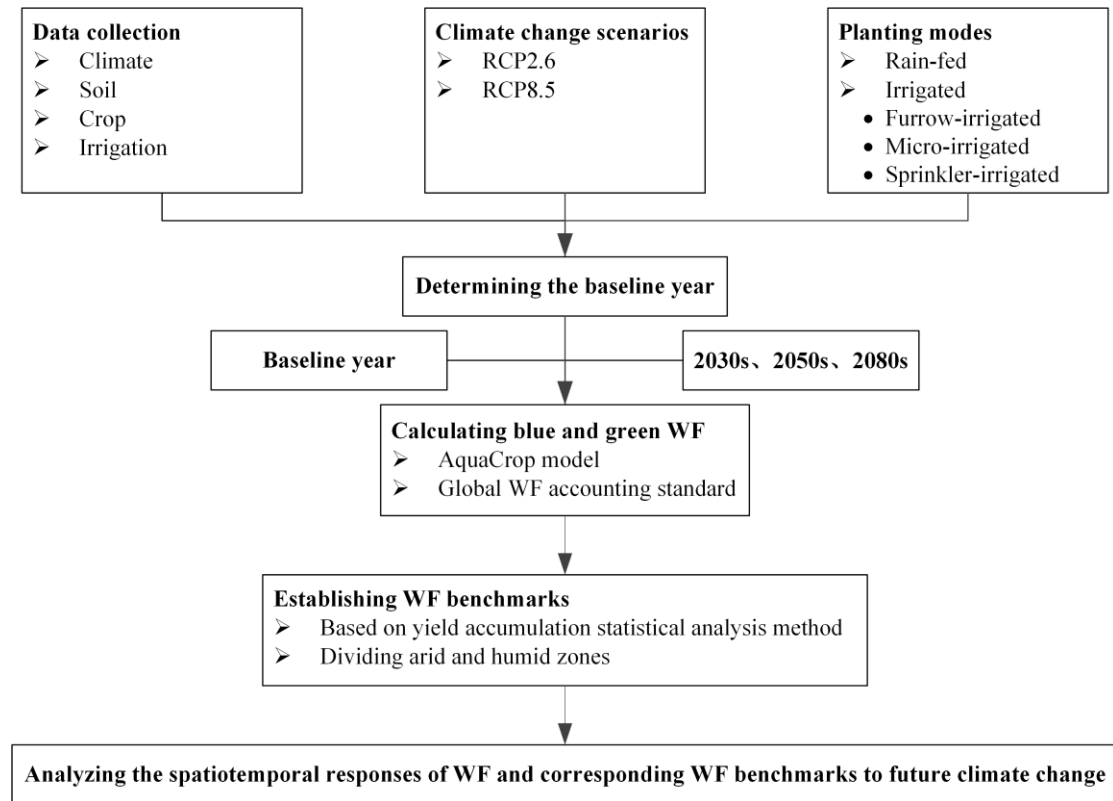 Data collection
➢ Climate
➢ Soil
➢ Crop
➢ Irrigation
Climate change scenarios
➢ RCP2.6
➢ RCP8.5
Planting modes
➢ Rain-fed
➢ Irrigated
• Furrow-irrigated
• Micro-irrigated
• Sprinkler-irrigated
Determining the baseline year
Baseline year
2030s、2050s、2080s
Calculating blue and green WF
➢ AquaCrop model
➢ Global WF accounting standard
Establishing WF benchmarks
➢ Based on yield accumulation statistical analysis method
➢ Dividing arid and humid zones
Analyzing the spatiotemporal responses of WF and corresponding WF benchmarks to future climate change